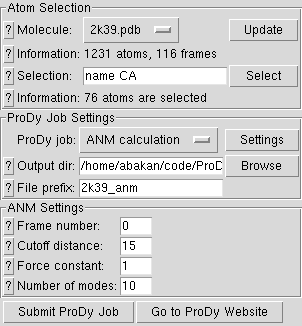 Atom Selection
? Molecule: 2k39.pdb Update
? Information: 1231 atoms, 116 frames
? Selection: name CA Select
? Information: 76 atoms are selected
ProDy Job Settings
ProDy job: ANM calculation Settings
? Output dir: /home/abakan/code/ProD Browse
? File prefix: 2k39_anm
ANM Settings
? Frame number: 0
? Cutoff distance: 15
? Force constant: 1
? Number of modes: 10
Submit ProDy Job Go to ProDy Website